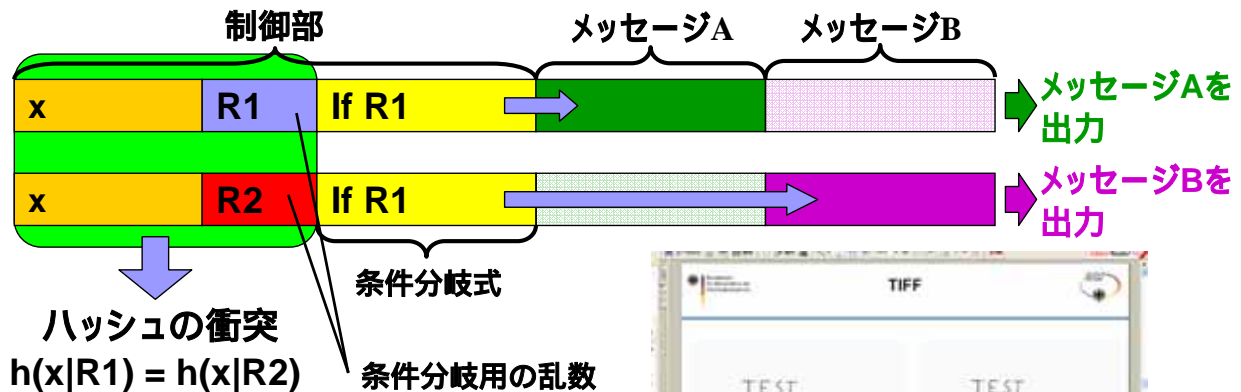 制御部
メッセージA
メッセージB
x R1 If R1
メッセージAを
出力
x R2 If R1
メッセージBを
出力
条件分岐式
ハッシュの衝突
h(x|R1) = h(x|R2)
条件分岐用の乱数
TIFF
TEST
TEST